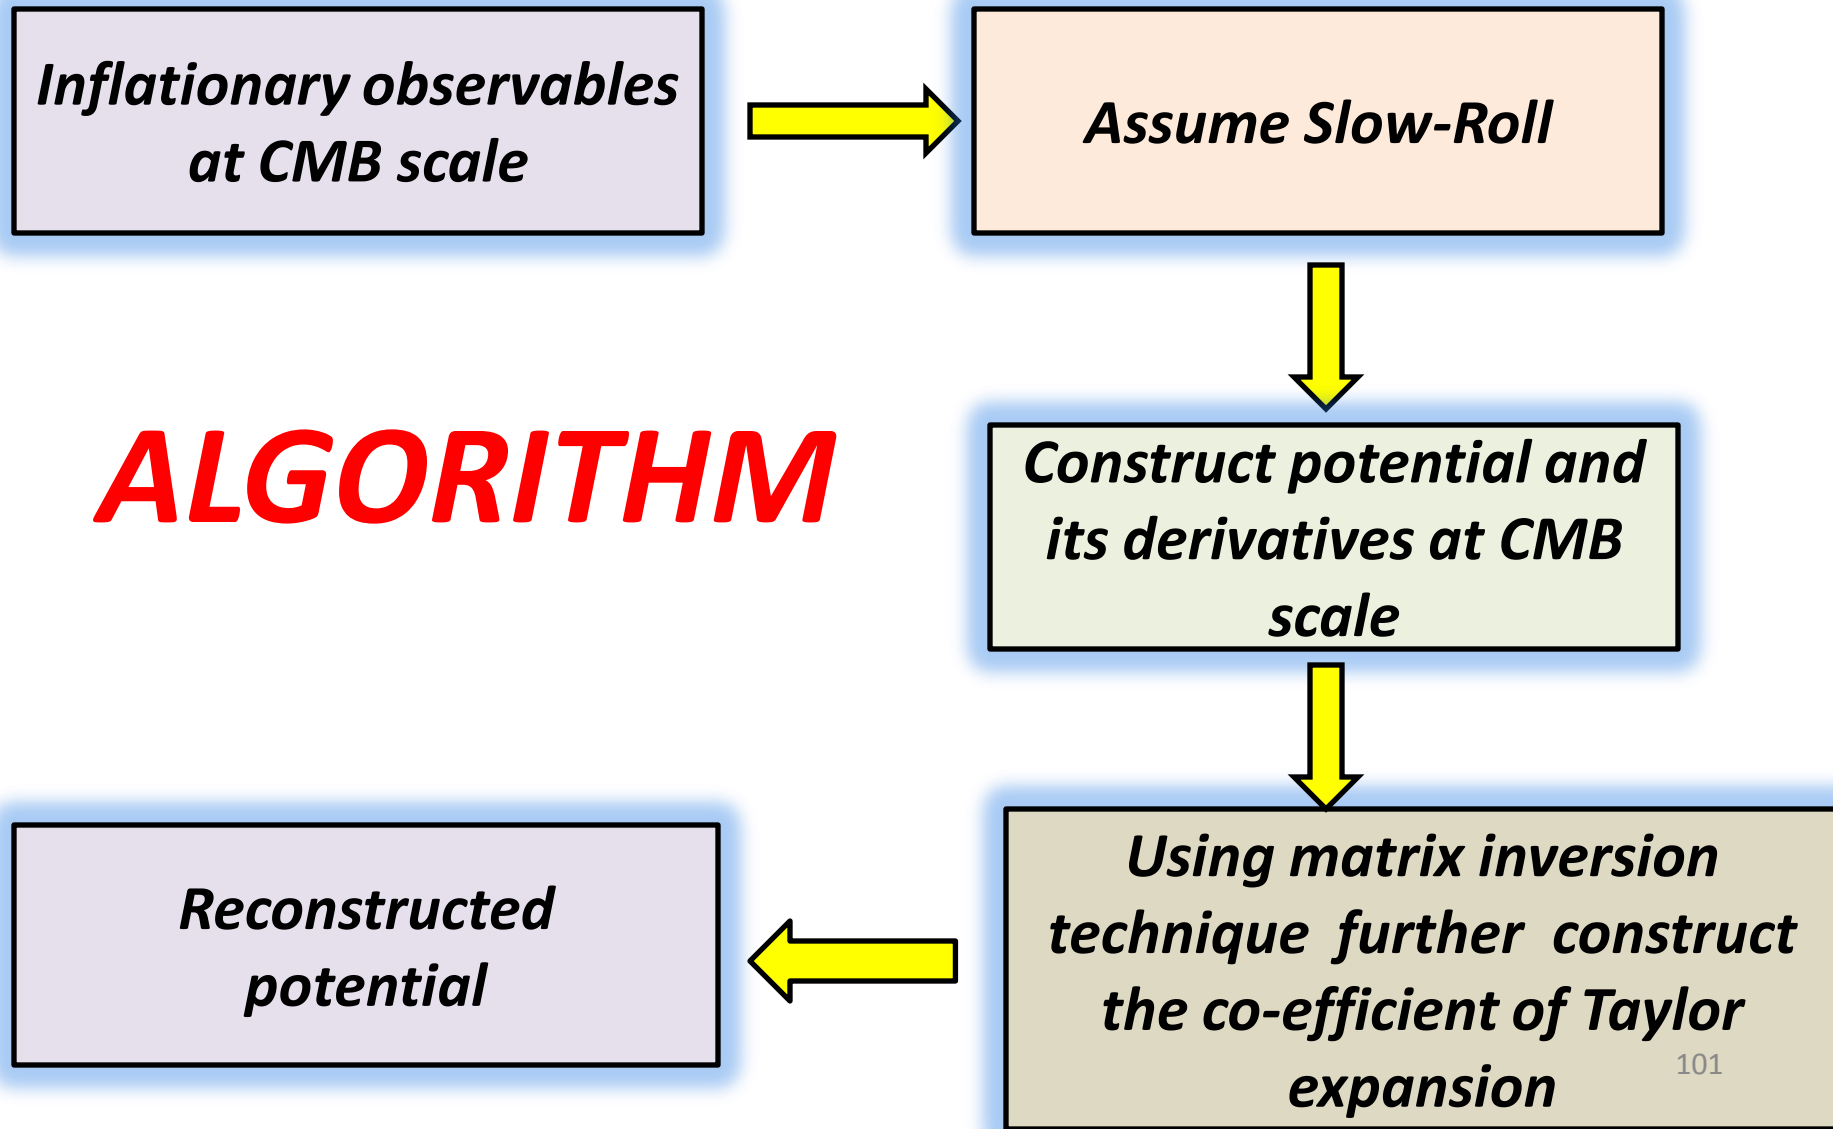 Inflationary observables
at CMB scale
Assume Slow-Roll
ALGORITHM
Construct potential and
its derivatives at CMB
scale
Using matrix inversion
technique further construct
the co-efficient of Taylor
expansion
101
Reconstructed
potential